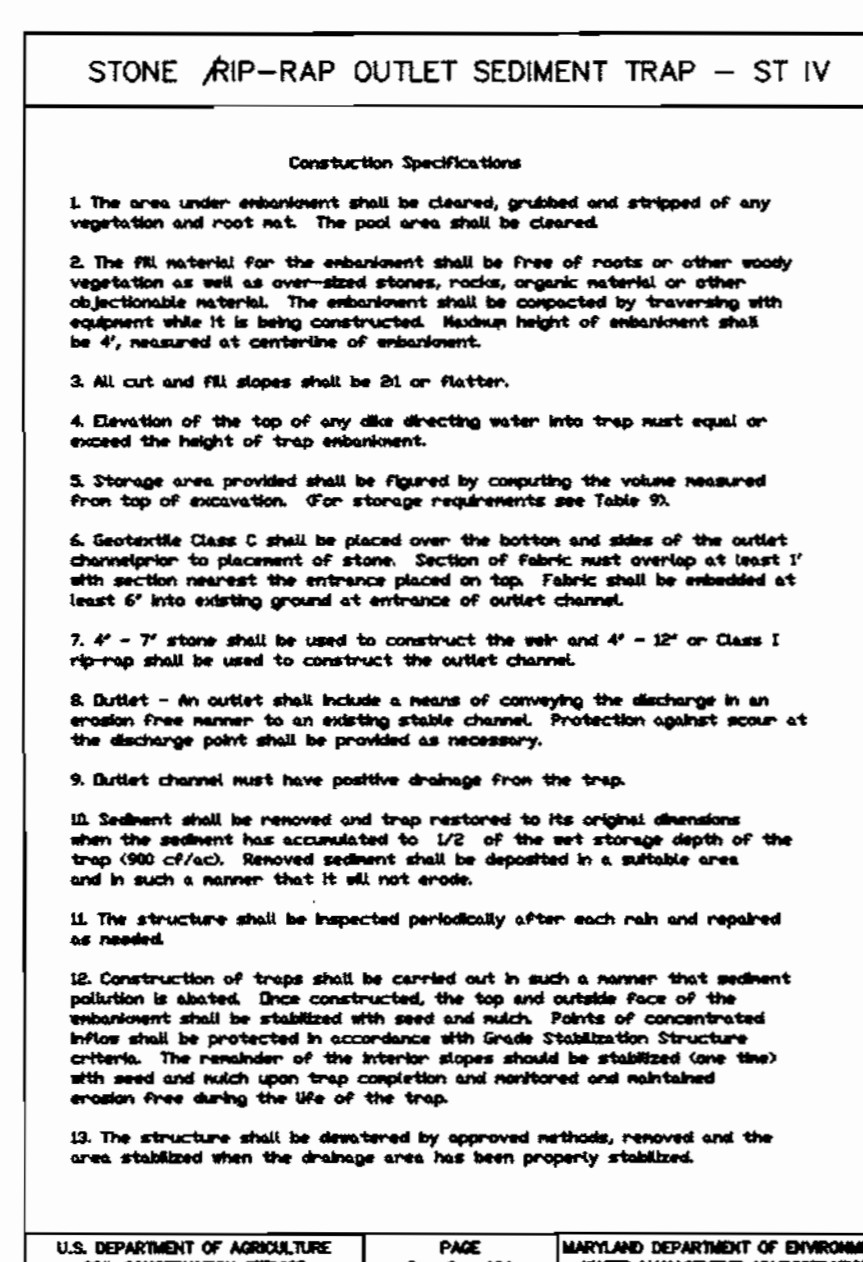 STONE /RIP-RAP OUTLET SEDIMENT TRAP - ST IV
Constuction Specifications
1. The area under embankment shall be cleared, grubbed and stripped of any
vegetation and root mat. The pool area shall be cleared.
2. The fill material for the embankment shall be free of roots or other woody
vegetation as well as over-sized stones, rocks, organic material or other
objectionable material. The embankment shall be compacted by traversing with
equipment while it is being constructed. Maximum height of embankment shall
be 4', measured at centerline of embankment.
3. All cut and fill slopes shall be 2:1 or flatter.
4. Elevation of the top of any dike directing water into trap must equal or
exceed the height of trap embankment.
5. Storage area provided shall be figured by computing the volume measured
from top of excavation. (For storage requirements see Table 9).
6. Geotextile Class C shall be placed over the bottom and sides of the outlet
channelprior to placement of stone. Section of fabric must overlap at least 1'
with section nearest the entrance placed on top. Fabric shall be embedded at
least 6" into existing ground at entrance of outlet channel.
7. 4" - 7" stone shall be used to construct the weir and 4" - 12" or Class I
rip-rap shall be used to construct the outlet channel.
8. Outlet - An outlet shall include a means of conveying the discharge in an
erosion free manner to an existing stable channel. Protection against scour at
the discharge point shall be provided as necessary.
9. Outlet channel must have positive drainage from the trap.
10. Sediment shall be removed and trap restored to its original dimensions
when the sediment has accumulated to 1/2 of the wet storage depth of the
trap (900 cf/ac). Removed sediment shall be deposited in a suitable area
and in such a manner that it will not erode.
11. The structure shall be inspected periodically after each rain and repaired
as needed.
12. Construction of traps shall be carried out in such a manner that sediment
pollution is abated. Once constructed, the top and outside face of the
embankment shall be stabilized with seed and mulch. Points of concentrated
inflow shall be protected in accordance with Grade Stabilization Structure
criteria. The remainder of the interior slopes should be stabilized (one time)
with seed and mulch upon trap completion and monitored and maintained
erosion free during the life of the trap.
13. The structure shall be dewatered by approved methods, removed and the
area stabilized when the drainage area has been properly stabilized.
U.S. DEPARTMENT OF AGRICULTURE
PAGE
MARYLAND DEPARTMENT OF ENVIRONM